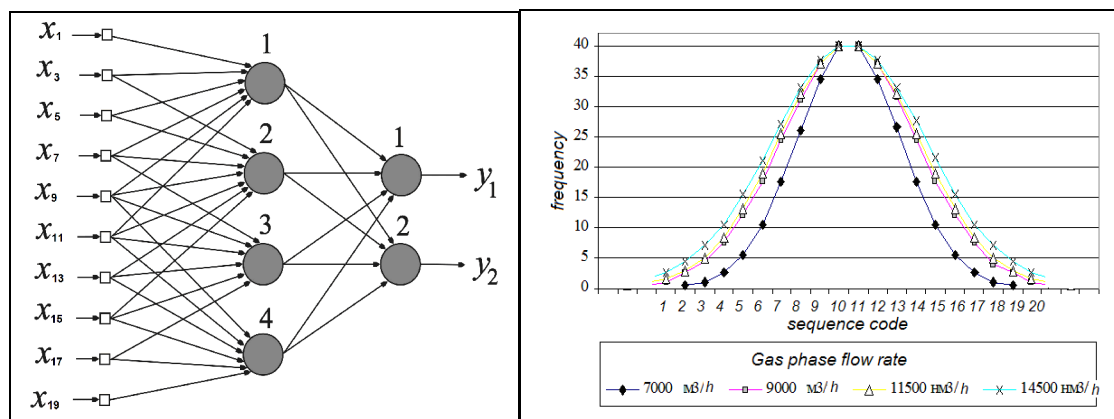 x1
x3
x5
x7
x9
x11
x13
x15
x17
x19
1
2
3
4
1
2
y1
y2
frequency
40
35
30
25
20
15
10
5
0
1 2 3 4 5 6 7 8 9 10 11 12 13 14 15 16 17 18 19 20
sequence code
Gas phase flow rate
7000 м3/h 9000 м3/h 11500 нм3/h 14500 нм3/h